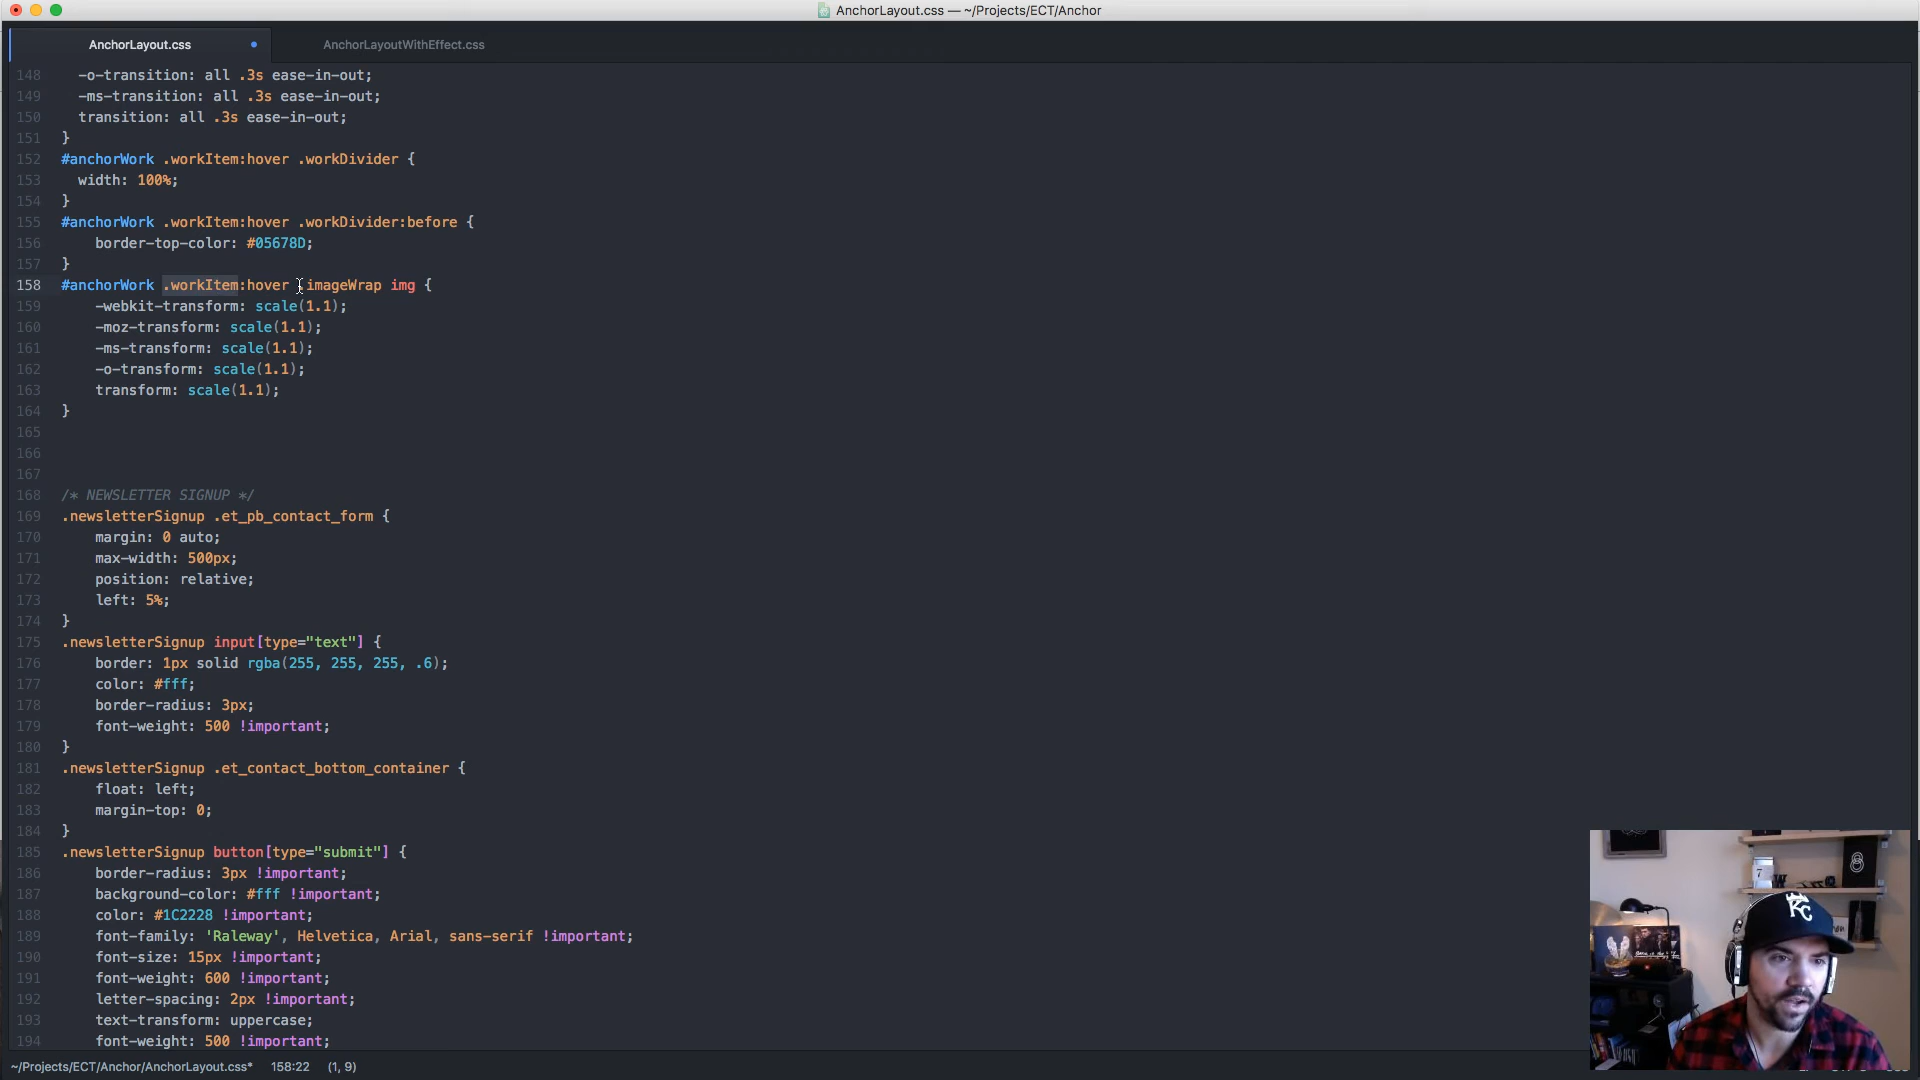 AnchorLayout.css — ~/Projects/ECT/Anchor
AnchorLayout.css
AnchorLayoutWithEffect.css
148 -o-transition: all .3s ease-in-out;
149 -ms-transition: all .3s ease-in-out;
150 transition: all .3s ease-in-out;
151 }
152 #anchorWork .workItem:hover .workDivider {
153 width: 100%;
154 }
155 #anchorWork .workItem:hover .workDivider:before {
156 border-top-color: #05678D;
157 }
158 #anchorWork .workItem:hover .imageWrap img {
159 -webkit-transform: scale(1.1);
160 -moz-transform: scale(1.1);
161 -ms-transform: scale(1.1);
162 -o-transform: scale(1.1);
163 transform: scale(1.1);
164 }
165
166
167
168 /* NEWSLETTER SIGNUP */
169 .newsletterSignup .et_pb_contact_form {
170 margin: 0 auto;
171 max-width: 500px;
172 position: relative;
173 left: 5%;
174 }
175 .newsletterSignup input[type="text"] {
176 border: 1px solid rgba(255, 255, 255, .6);
177 color: #fff;
178 border-radius: 3px;
179 font-weight: 500 !important;
180 }
181 .newsletterSignup .et_contact_bottom_container {
182 float: left;
183 margin-top: 0;
184 }
185 .newsletterSignup button[type="submit"] {
186 border-radius: 3px !important;
187 background-color: #fff !important;
188 color: #1C2228 !important;
189 font-family: 'Raleway', Helvetica, Arial, sans-serif !important;
190 font-size: 15px !important;
191 font-weight: 600 !important;
192 letter-spacing: 2px !important;
193 text-transform: uppercase;
194 font-weight: 500 !important;
~/Projects/ECT/Anchor/AnchorLayout.css* 158:22 (1, 9)
7
8
KC